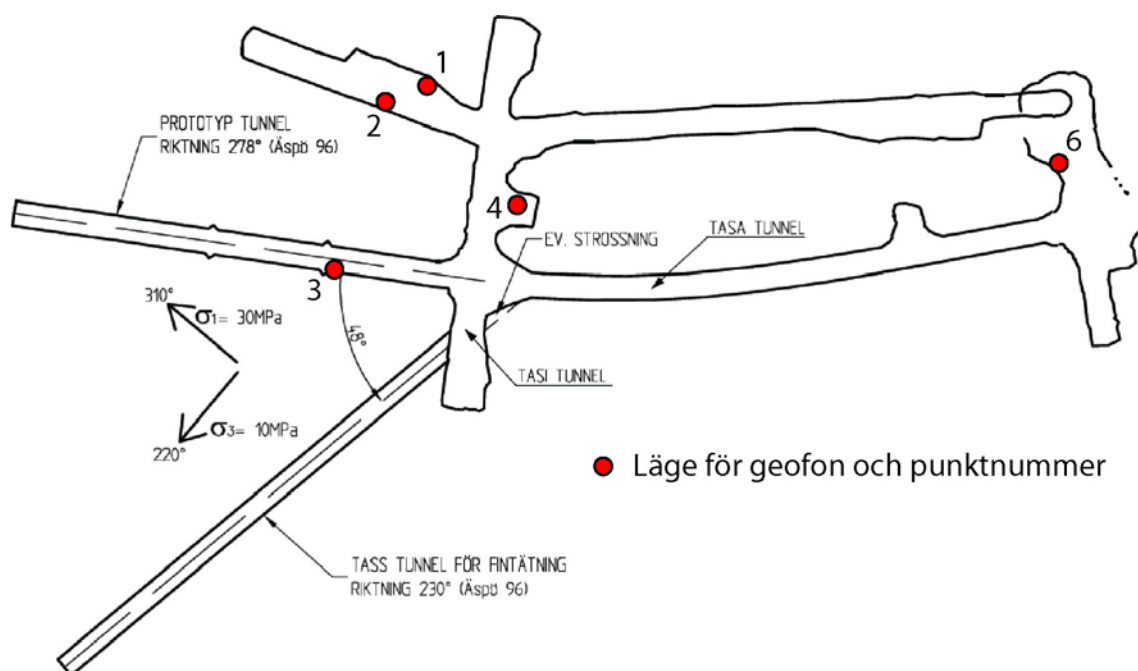 1
2
PROTOTYP TUNNEL
RIKTNING 278° (Äspö 96)
6
4
EV. STROSSNING
TASA TUNNEL
3
310°
σ1= 30MPa
48°
TASI TUNNEL
σ3= 10MPa
220°
Läge för geofon och punktnummer
TASS TUNNEL FÖR FINTÄTNING
RIKTNING 230° (Äspö 96)